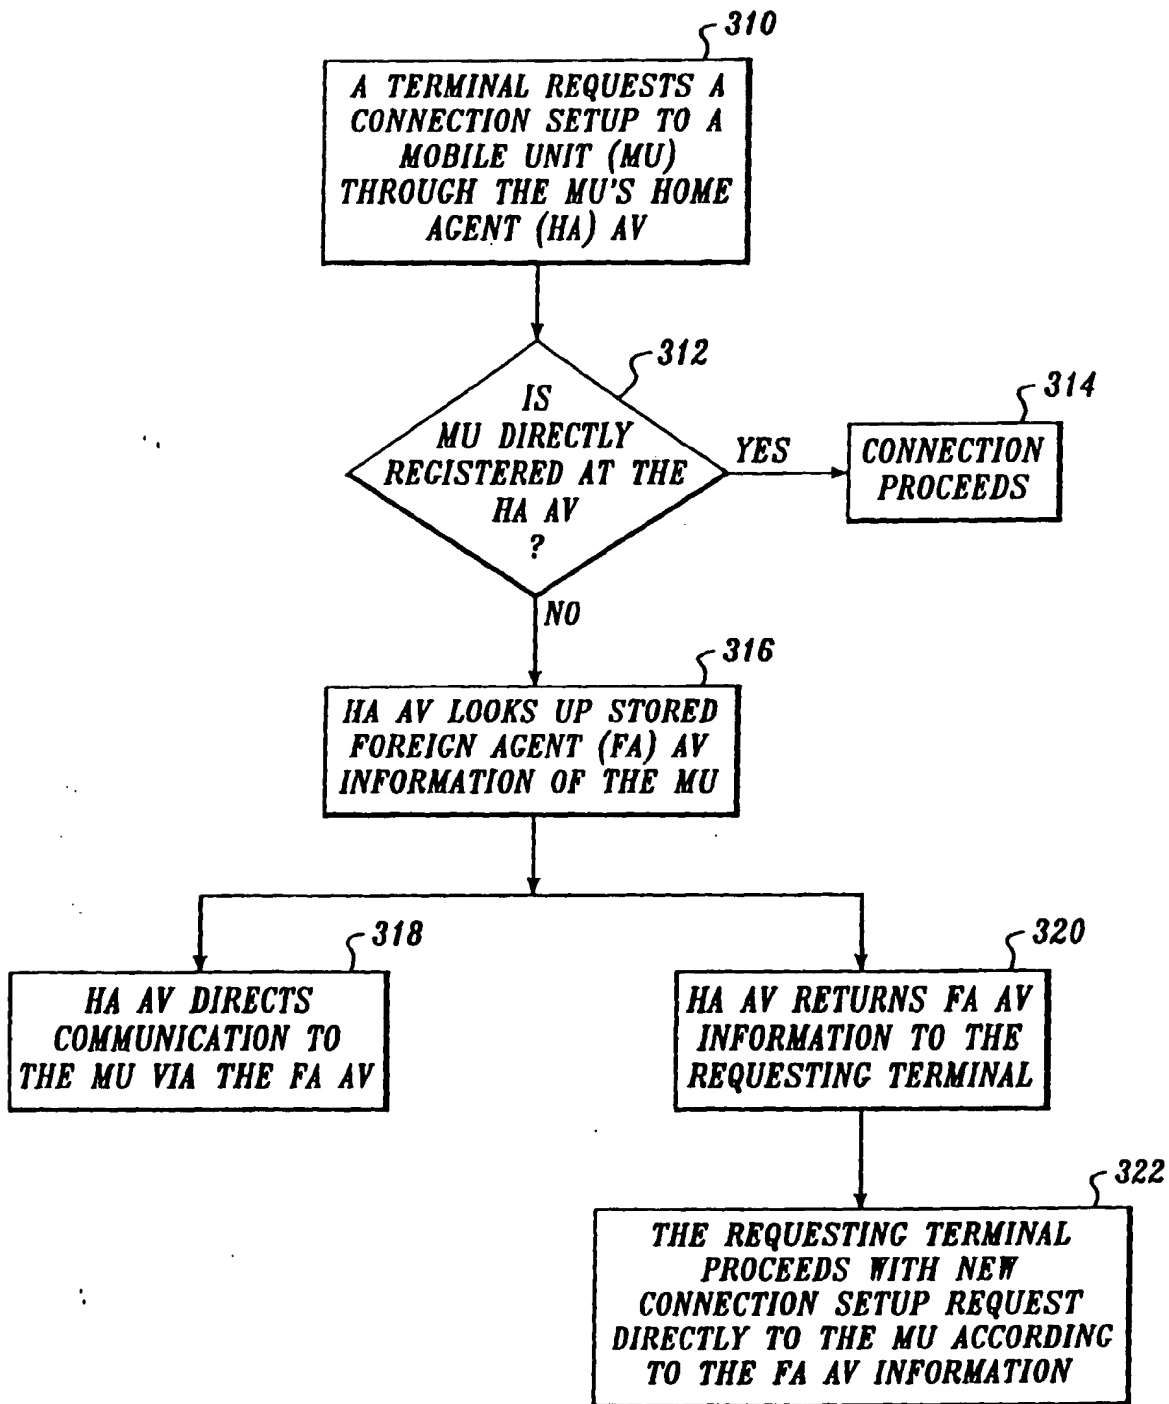 310
A TERMINAL REQUESTS A
CONNECTION SETUP TO A
MOBILE UNIT (MU)
THROUGH THE MU'S HOME
AGENT (HA) AV
312
IS
MU DIRECTLY
REGISTERED AT THE
HA AV
?
YES
314
CONNECTION
PROCEEDS
NO
316
HA AV LOOKS UP STORED
FOREIGN AGENT (FA) AV
INFORMATION OF THE MU
318
HA AV DIRECTS
COMMUNICATION TO
THE MU VIA THE FA AV
320
HA AV RETURNS FA AV
INFORMATION TO THE
REQUESTING TERMINAL
322
THE REQUESTING TERMINAL
PROCEEDS WITH NEW
CONNECTION SETUP REQUEST
DIRECTLY TO THE MU ACCORDING
TO THE FA AV INFORMATION